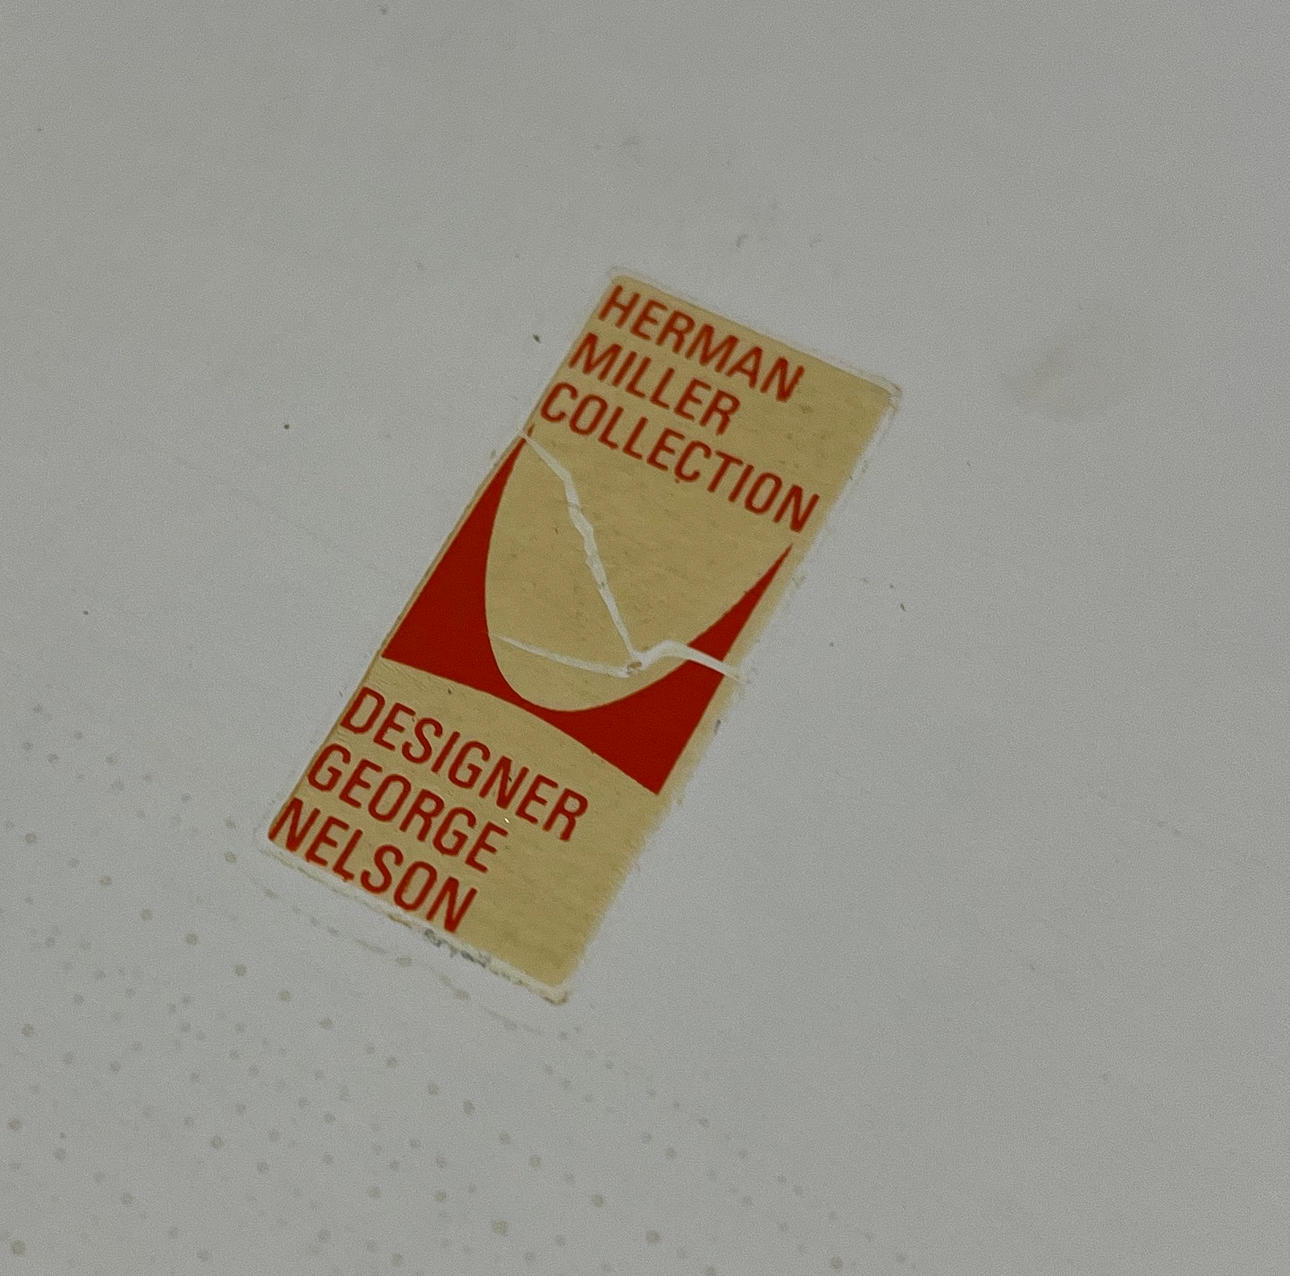 HERMAN
MILLER
COLLECTION
DESIGNER
GEORGE
NELSON